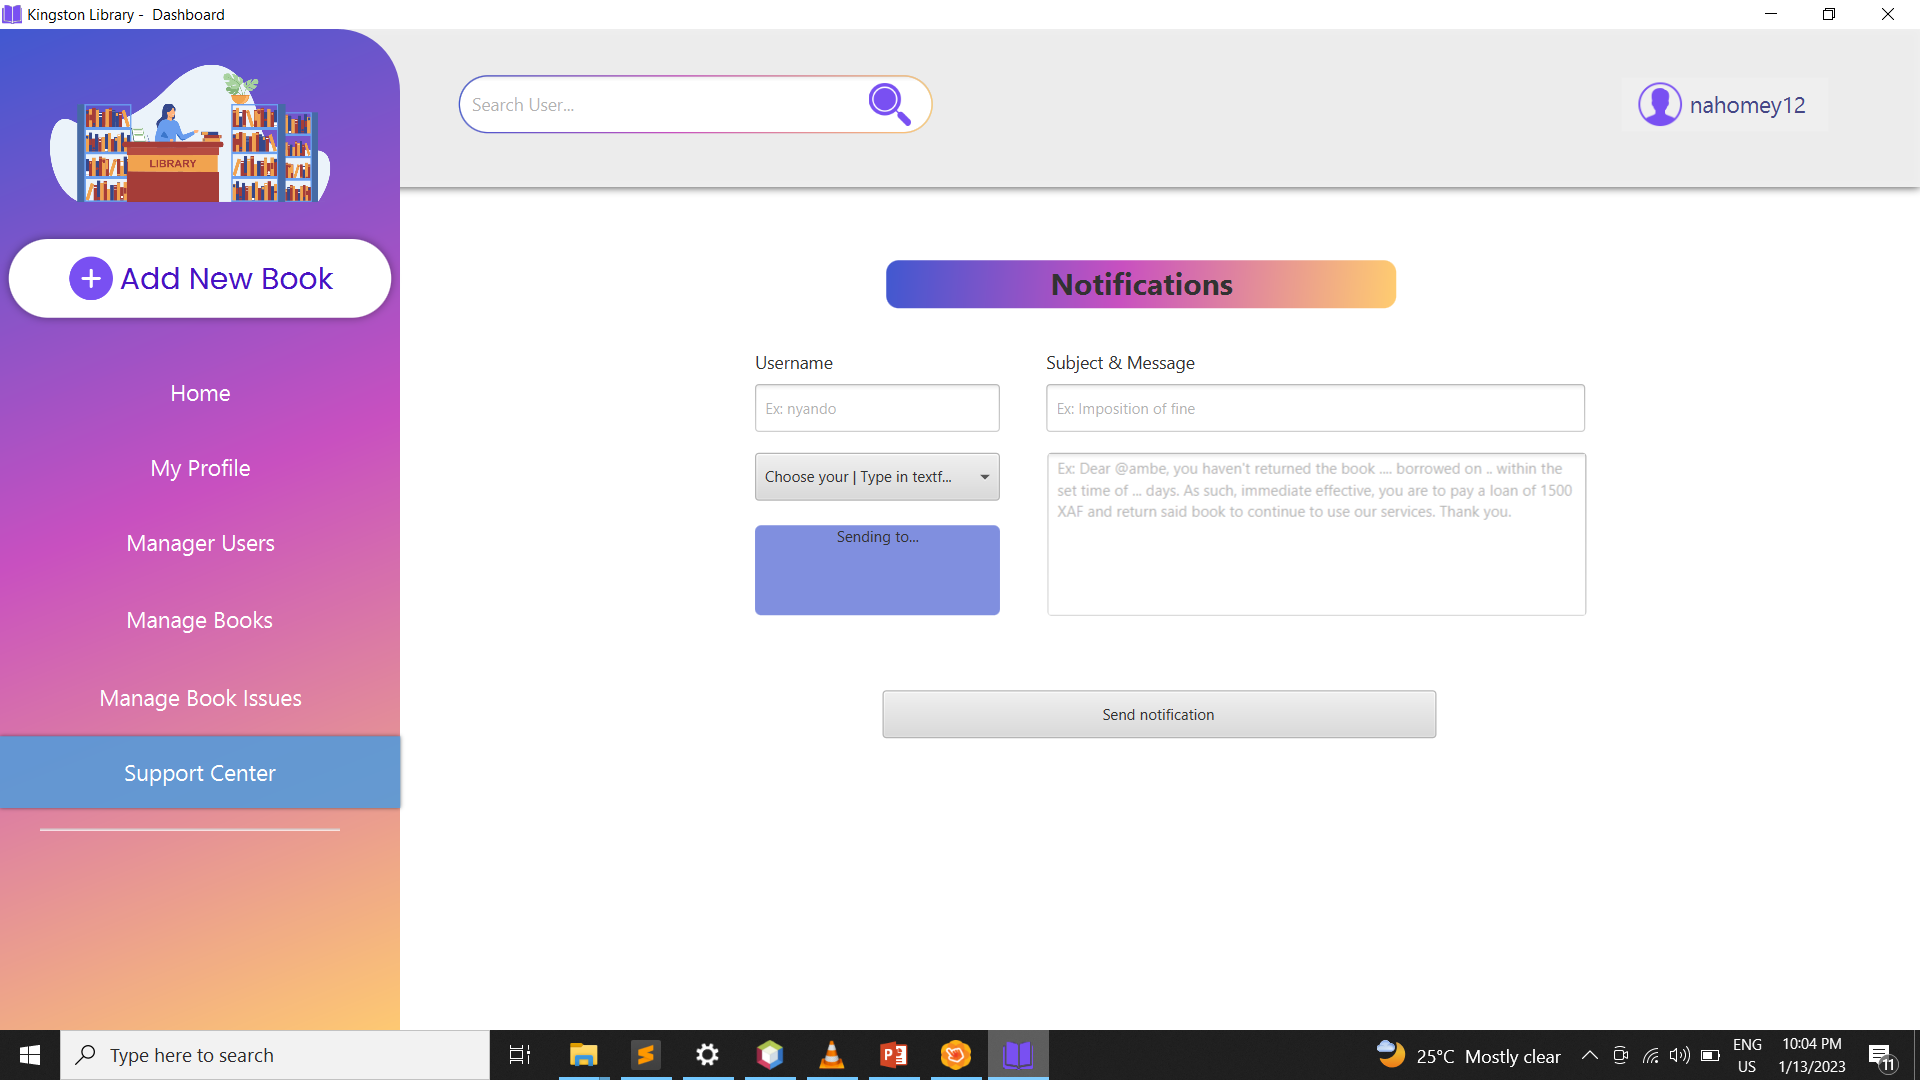 Kingston Library -  Dashboard
LIBRARY
Add New Book
Home
My Profile
Manager Users
Manage Books
Manage Book Issues
Support Center
Search User...
nahomey12
Notifications
Username
Ex: nyando
Choose your | Type in textf...
Sending to...
Subject & Message
Ex: Imposition of fine
Ex: Dear @ambe, you haven't returned the book .... borrowed on .. within the
set time of ... days. As such, immediate effective, you are to pay a loan of 1500
XAF and return said book to continue to use our services. Thank you.
Send notification
Type here to search
25°C  Mostly clear
ENG
US
10:04 PM
1/13/2023
11